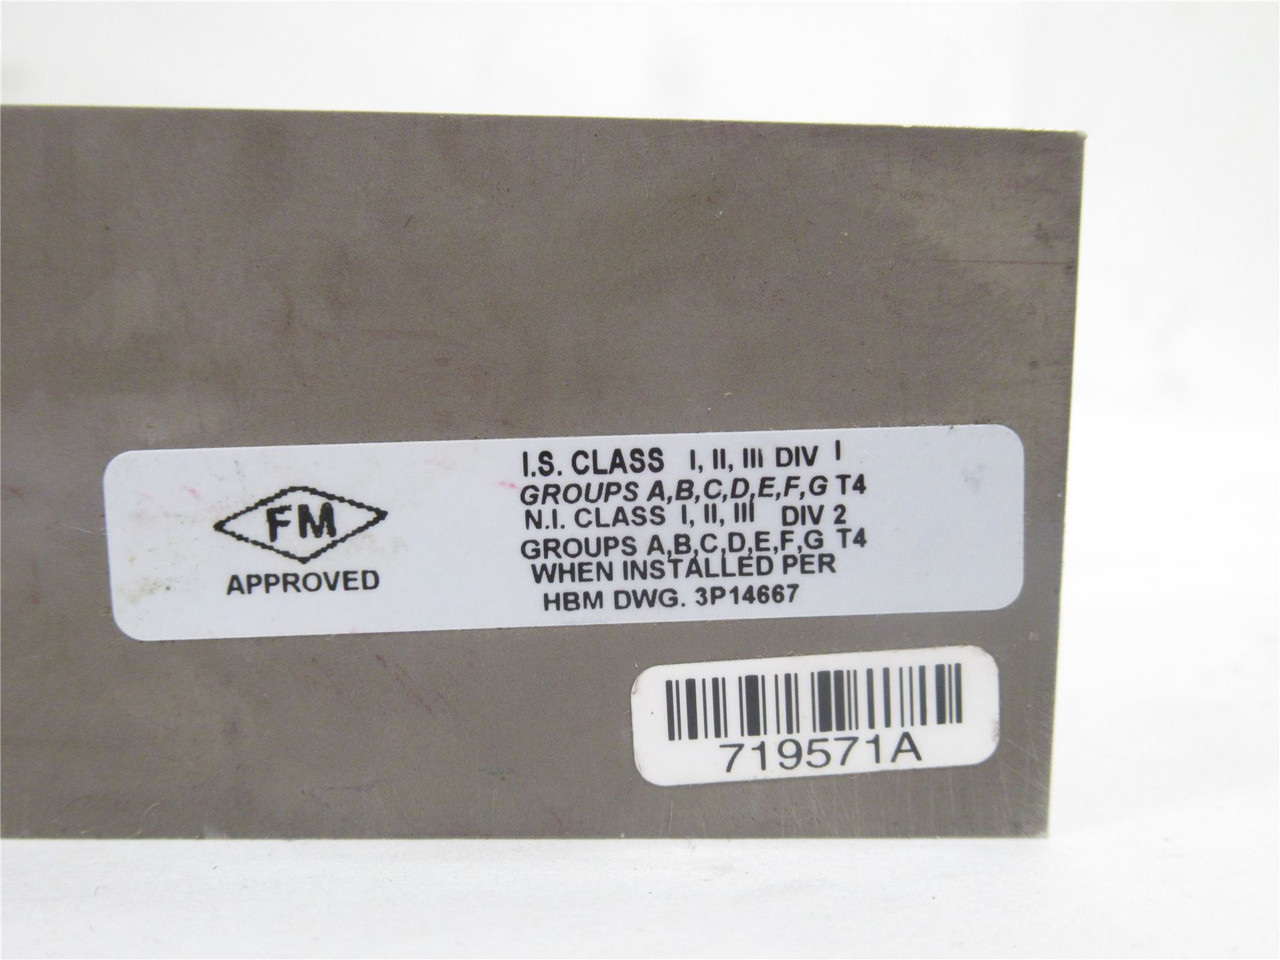 FM
APPROVED
I.S. CLASS I, II, III DIV I
GROUPS A,B,C,D,E,F,G T4
N.I. CLASS I, II, III DIV 2
GROUPS A,B,C,D,E,F,G T4
WHEN INSTALLED PER
HBM DWG. 3P14667
719571A